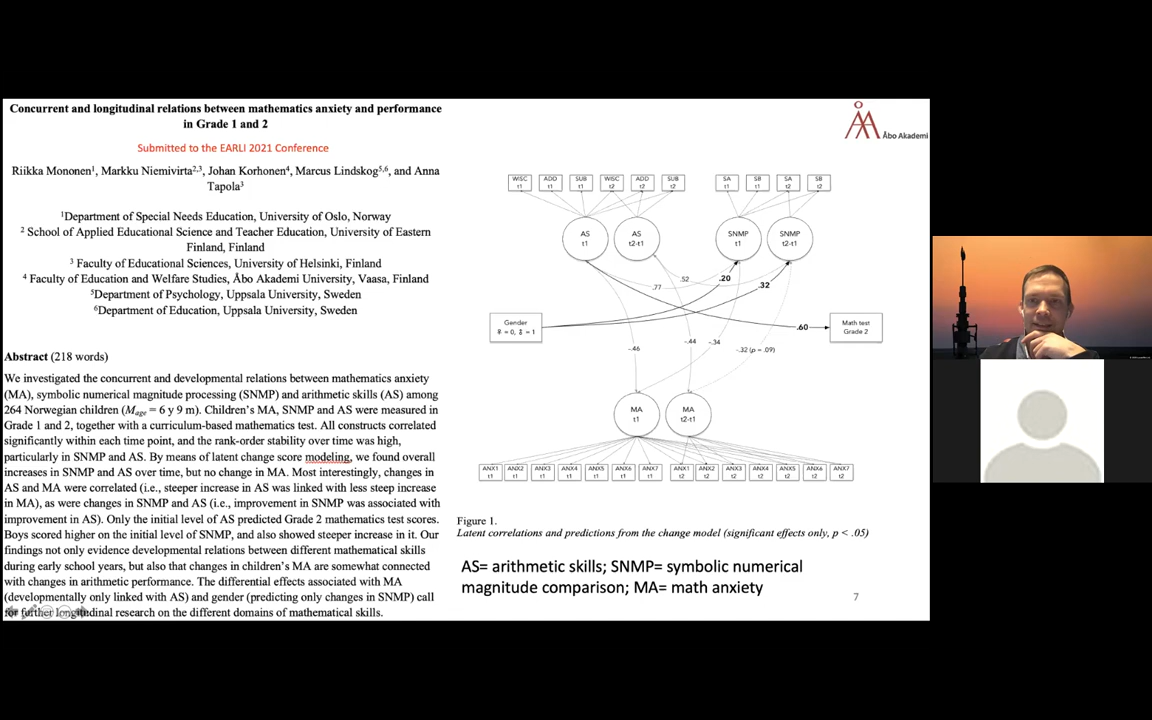 Concurrent and longitudinal relations between mathematics anxiety and performance
in Grade 1 and 2
Submitted to the EARLI 2021 Conference
Riikka Mononen¹, Markku Niemivirta²,³, Johan Korhonen⁴, Marcus Lindskog⁵,⁶, and Anna
Tapola³
¹Department of Special Needs Education, University of Oslo, Norway
² School of Applied Educational Science and Teacher Education, University of Eastern
Finland, Finland
³ Faculty of Educational Sciences, University of Helsinki, Finland
⁴ Faculty of Education and Welfare Studies, Åbo Akademi University, Vaasa, Finland
⁵Department of Psychology, Uppsala University, Sweden
⁶Department of Education, Uppsala University, Sweden
Abstract (218 words)
We investigated the concurrent and developmental relations between mathematics anxiety
(MA), symbolic numerical magnitude processing (SNMP) and arithmetic skills (AS) among
264 Norwegian children (Mage = 6 y 9 m). Children's MA, SNMP and AS were measured in
Grade 1 and 2, together with a curriculum-based mathematics test. All constructs correlated
significantly within each time point, and the rank-order stability over time was high,
particularly in SNMP and AS. By means of latent change score modeling, we found overall
increases in SNMP and AS over time, but no change in MA. Most interestingly, changes in
AS and MA were correlated (i.e., steeper increase in AS was linked with less steep increase
in MA), as were changes in SNMP and AS (i.e., improvement in SNMP was associated with
improvement in AS). Only the initial level of AS predicted Grade 2 mathematics test scores.
Boys scored higher on the initial level of SNMP, and also showed steeper increase in it. Our
findings not only evidence developmental relations between different mathematical skills
during early school years, but also that changes in children's MA are somewhat connected
with changes in arithmetic performance. The differential effects associated with MA
(developmentally only linked with AS) and gender (predicting only changes in SNMP) call
for further longitudinal research on the different domains of mathematical skills.
Åbo Akademi
WISC ADD SUB WISC ADD SUB SA SB SA SB
t1 t1 t1 t2 t2 t2 t1 t1 t2 t2
AS AS SNMP SNMP
t1 t2-t1 t1 t2-t1
.77 .52 .20 .32
Gender
♀ = 0, ♂ = 1
.60
Math test
Grade 2
-.46 -.44 -.34 -.32 (p = .09)
MA MA
t1 t2-t1
ANX1 ANX2 ANX3 ANX4 ANX5 ANX6 ANX7 ANX1 ANX2 ANX3 ANX4 ANX5 ANX6 ANX7
t1 t1 t1 t1 t1 t1 t1 t2 t2 t2 t2 t2 t2 t2
Figure 1.
Latent correlations and predictions from the change model (significant effects only, p < .05)
AS= arithmetic skills; SNMP= symbolic numerical
magnitude comparison; MA= math anxiety
7